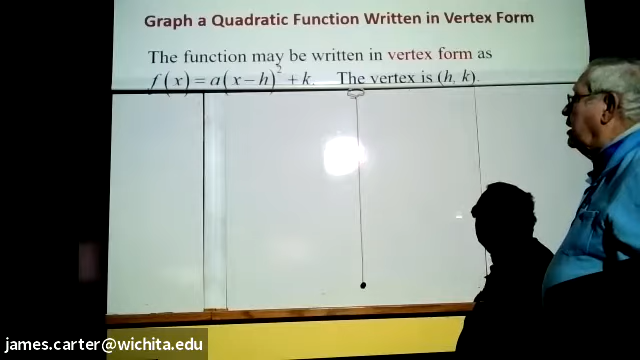 Graph a Quadratic Function Written in Vertex Form
The function may be written in vertex form as
f(x) = a(x−h)² + k. The vertex is (h, k).
james.carter@wichita.edu